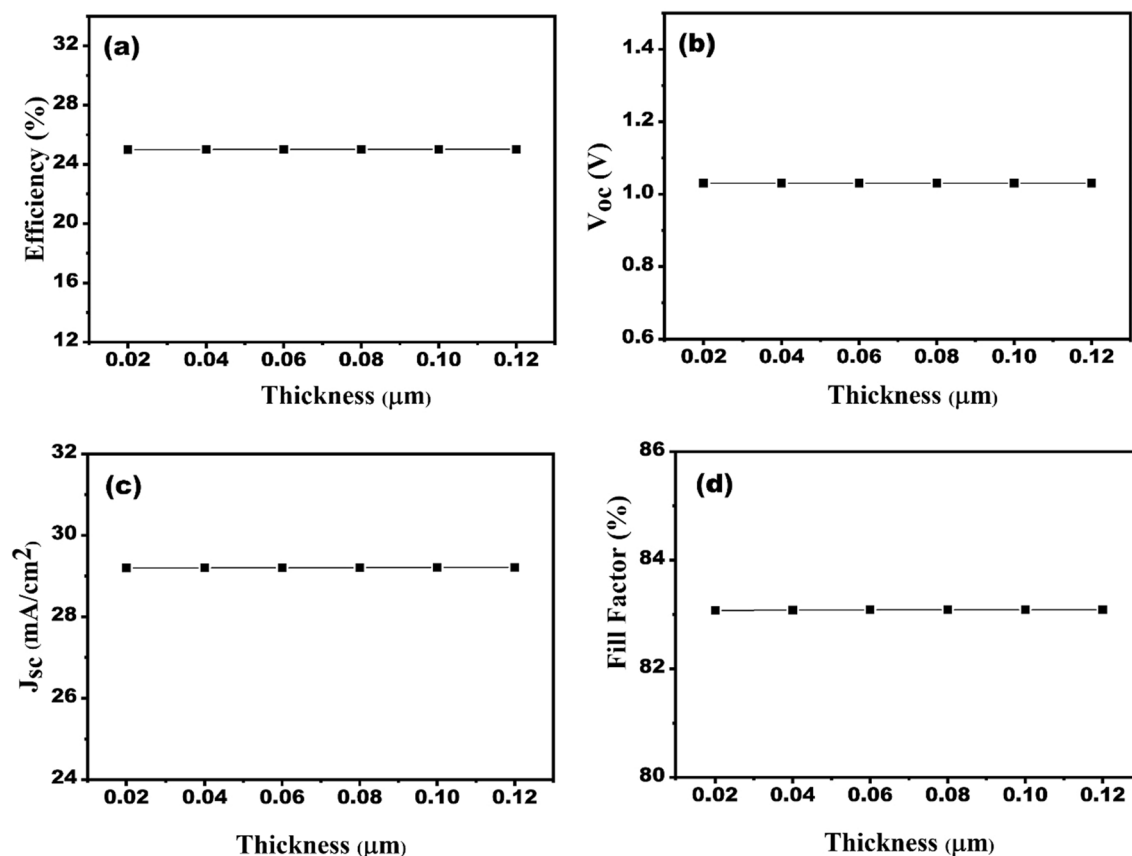 (a)
Efficiency (%)
32
28
24
20
16
12
0.02 0.04 0.06 0.08 0.10 0.12
Thickness (μm)
(b)
Voc (V)
1.4
1.2
1.0
0.8
0.6
0.02 0.04 0.06 0.08 0.10 0.12
Thickness (μm)
(c)
Jsc (mA/cm²)
32
30
28
26
24
0.02 0.04 0.06 0.08 0.10 0.12
Thickness (μm)
(d)
Fill Factor (%)
86
84
82
80
0.02 0.04 0.06 0.08 0.10 0.12
Thickness (μm)